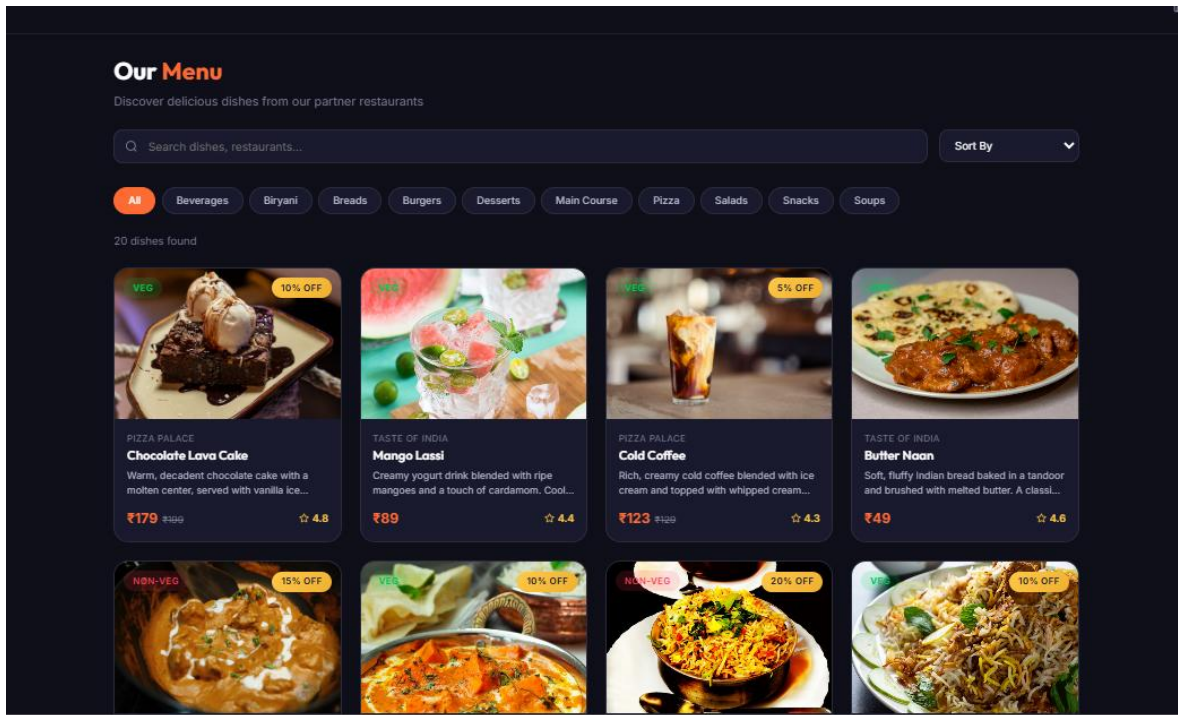 Our Menu
Discover delicious dishes from our partner restaurants
Search dishes, restaurants...
Sort By
All
Beverages
Biryani
Breads
Burgers
Desserts
Main Course
Pizza
Salads
Snacks
Soups
20 dishes found
VEG
10% OFF
PIZZA PALACE
Chocolate Lava Cake
Warm, decadent chocolate cake with a
molten center, served with vanilla ice...
₹179 ₹199
4.8
VEG
TASTE OF INDIA
Mango Lassi
Creamy yogurt drink blended with ripe
mangoes and a touch of cardamom. Cool...
₹89
4.4
VEG
5% OFF
PIZZA PALACE
Cold Coffee
Rich, creamy cold coffee blended with ice
cream and topped with whipped cream...
₹123 ₹129
4.3
VEG
TASTE OF INDIA
Butter Naan
Soft, fluffy Indian bread baked in a tandoor
and brushed with melted butter. A classi...
₹49
4.6
NON-VEG
15% OFF
VEG
10% OFF
NON-VEG
20% OFF
VEG
10% OFF